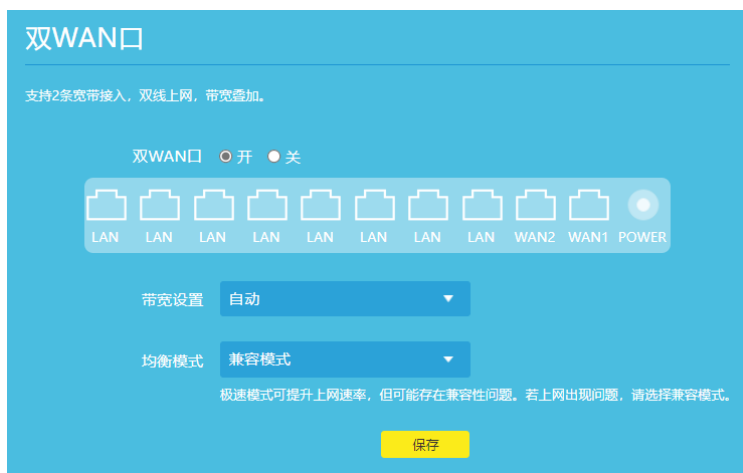 双WAN口
支持2条宽带接入，双线上网，带宽叠加。
双WAN口 开 关
LAN LAN LAN LAN LAN LAN LAN LAN WAN2 WAN1 POWER
带宽设置 自动
均衡模式 兼容模式
极速模式可提升上网速率，但可能存在兼容性问题。若上网出现问题，请选择兼容模式。
保存